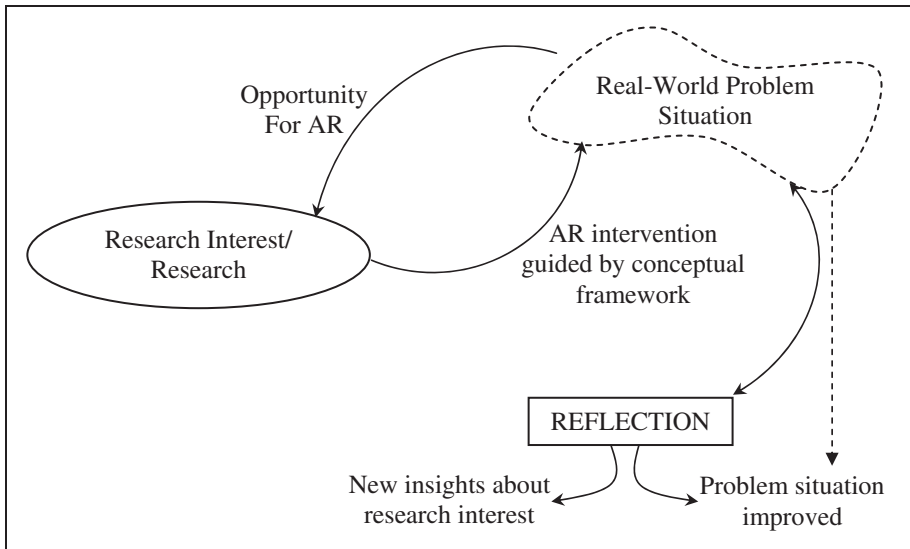 Real-World Problem
Situation
Opportunity
For AR
Research Interest/
Research
AR intervention
guided by conceptual
framework
REFLECTION
New insights about
research interest
Problem situation
improved